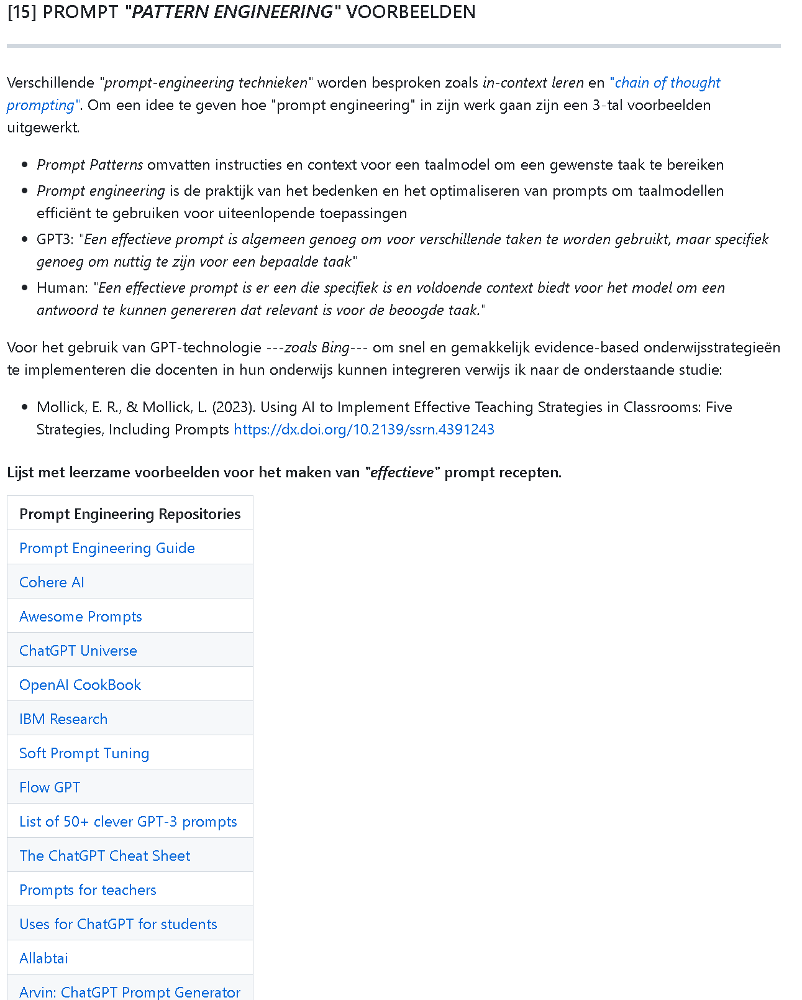 [15] PROMPT "PATTERN ENGINEERING" VOORBEELDEN
Verschillende "prompt-engineering technieken" worden besproken zoals in-context leren en "chain of thought
prompting". Om een idee te geven hoe "prompt engineering" in zijn werk gaan zijn een 3-tal voorbeelden
uitgewerkt.
• Prompt Patterns omvatten instructies en context voor een taalmodel om een gewenste taak te bereiken
• Prompt engineering is de praktijk van het bedenken en het optimaliseren van prompts om taalmodellen
efficiënt te gebruiken voor uiteenlopende toepassingen
• GPT3: "Een effectieve prompt is algemeen genoeg om voor verschillende taken te worden gebruikt, maar specifiek
genoeg om nuttig te zijn voor een bepaalde taak"
• Human: "Een effectieve prompt is er een die specifiek is en voldoende context biedt voor het model om een
antwoord te kunnen genereren dat relevant is voor de beoogde taak."
Voor het gebruik van GPT-technologie ---zoals Bing--- om snel en gemakkelijk evidence-based onderwijsstrategieën
te implementeren die docenten in hun onderwijs kunnen integreren verwijs ik naar de onderstaande studie:
• Mollick, E. R., & Mollick, L. (2023). Using AI to Implement Effective Teaching Strategies in Classrooms: Five
Strategies, Including Prompts https://dx.doi.org/10.2139/ssrn.4391243
Lijst met leerzame voorbeelden voor het maken van "effectieve" prompt recepten.
Prompt Engineering Repositories
Prompt Engineering Guide
Cohere AI
Awesome Prompts
ChatGPT Universe
OpenAI CookBook
IBM Research
Soft Prompt Tuning
Flow GPT
List of 50+ clever GPT-3 prompts
The ChatGPT Cheat Sheet
Prompts for teachers
Uses for ChatGPT for students
Allabtai
Arvin: ChatGPT Prompt Generator